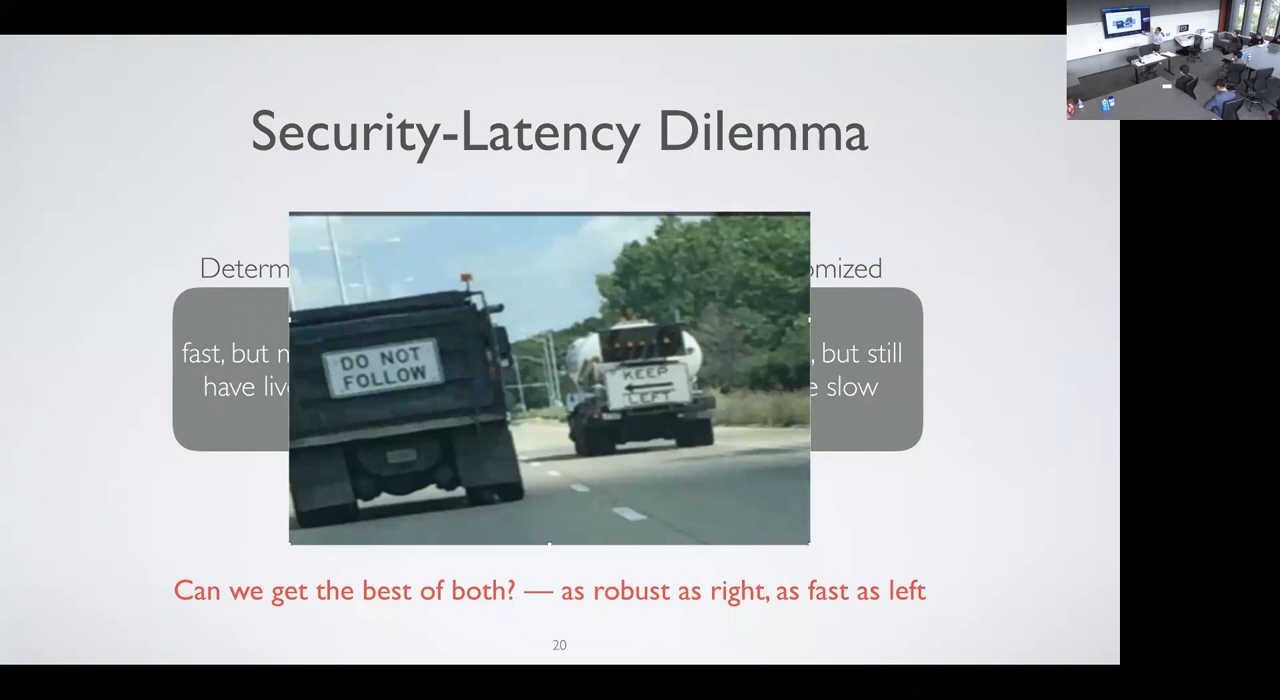 Security-Latency Dilemma
Determ
omized
fast, but
, but still
have
slow
DO NOT
FOLLOW
KEEP
LEFT
Can we get the best of both? — as robust as right, as fast as left
20